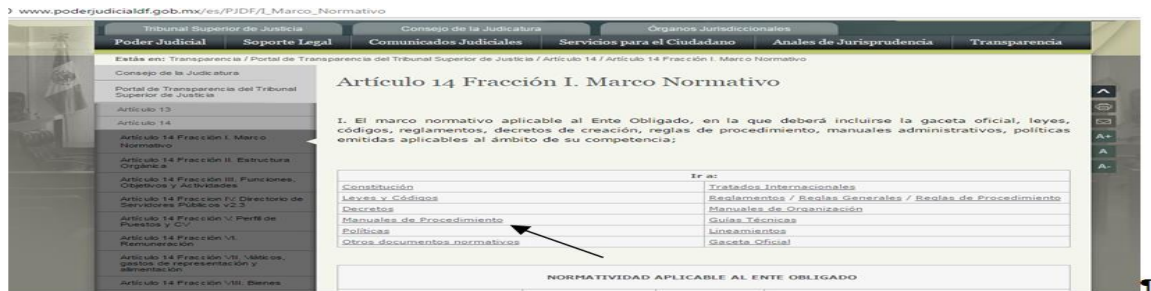 www.poderjudicialdf.gob.mx/es/PJDF/I_Marco_Normativo
Tribunal Superior de Justicia Consejo de la Judicatura Órganos Jurisdiccionales
Poder Judicial Soporte Legal Comunicados Judiciales Servicios para el Ciudadano Anales de Jurisprudencia Transparencia
Estás en: Transparencia / Portal de Transparencia del Tribunal Superior de Justicia / Artículo 14 / Artículo 14 Fracción I. Marco Normativo
Consejo de la Judicatura
Portal de Transparencia del Tribunal
Superior de Justicia
Artículo 13
Artículo 14
Artículo 14 Fracción I. Marco
Normativo
Artículo 14 Fracción II. Estructura
Orgánica
Artículo 14 Fracción III. Funciones,
Objetivos y Actividades
Artículo 14 Fraccion IV: Directorio de
Servidores Públicos v2.3
Artículo 14 Fracción V: Perfil de
Puestos y CV
Artículo 14 Fracción VI.
Remuneración
Artículo 14 Fracción VII. Viáticos,
gastos de representación y
alimentación
Artículo 14 Fracción VIII. Bienes
Artículo 14 Fracción I. Marco Normativo
I. El marco normativo aplicable al Ente Obligado, en la que deberá incluirse la gaceta oficial, leyes,
códigos, reglamentos, decretos de creación, reglas de procedimiento, manuales administrativos, políticas
emitidas aplicables al ámbito de su competencia;
Ir a:
Constitución Tratados Internacionales
Leyes y Códigos Reglamentos / Reglas Generales / Reglas de Procedimiento
Decretos Manuales de Organización
Manuales de Procedimiento Guías Técnicas
Políticas Lineamientos
Otros documentos normativos Gaceta Oficial
NORMATIVIDAD APLICABLE AL ENTE OBLIGADO
A+
A
A-
¶